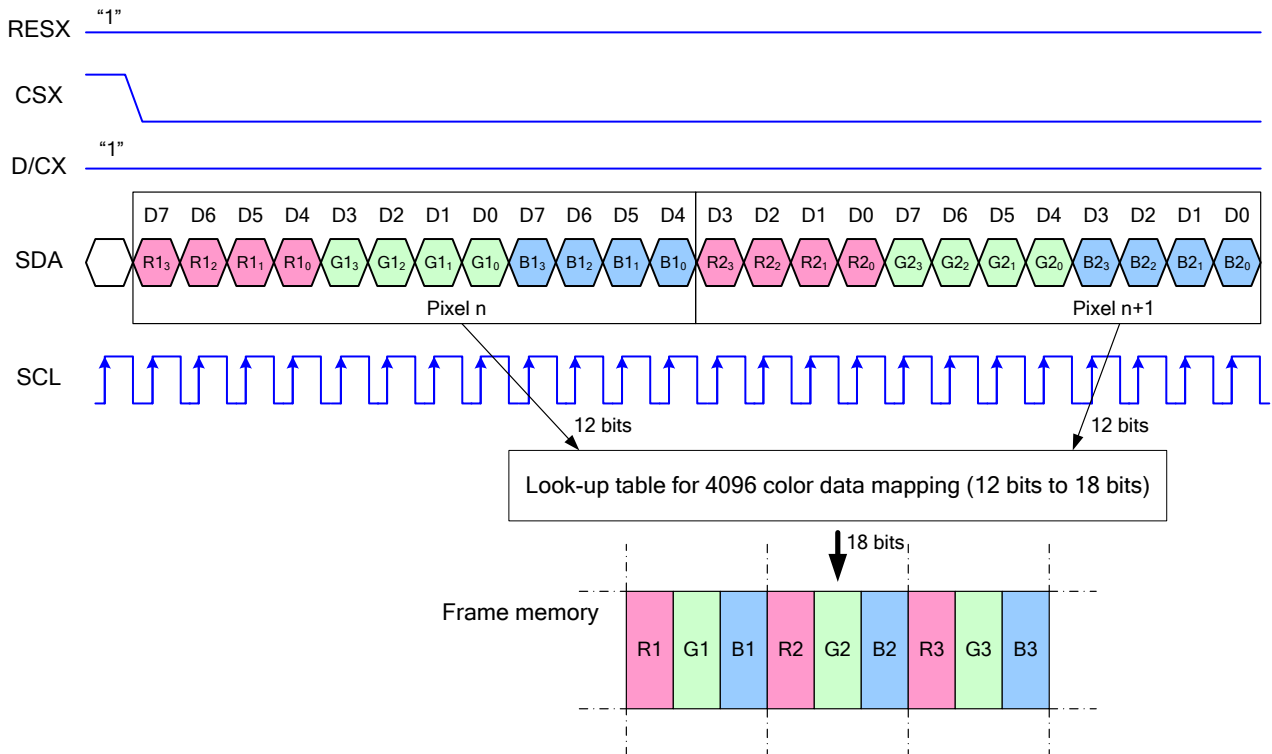 “1”
RESX
CSX
“1”
D/CX
D7 D6 D5 D4 D3 D2 D1 D0 D7 D6 D5 D4 D3 D2 D1 D0 D7 D6 D5 D4 D3 D2 D1 D0
SDA R1₃ R1₂ R1₁ R1₀ G1₃ G1₂ G1₁ G1₀ B1₃ B1₂ B1₁ B1₀ R2₃ R2₂ R2₁ R2₀ G2₃ G2₂ G2₁ G2₀ B2₃ B2₂ B2₁ B2₀
Pixel n Pixel n+1
SCL
12 bits 12 bits
Look-up table for 4096 color data mapping (12 bits to 18 bits)
18 bits
Frame memory
R1 G1 B1 R2 G2 B2 R3 G3 B3